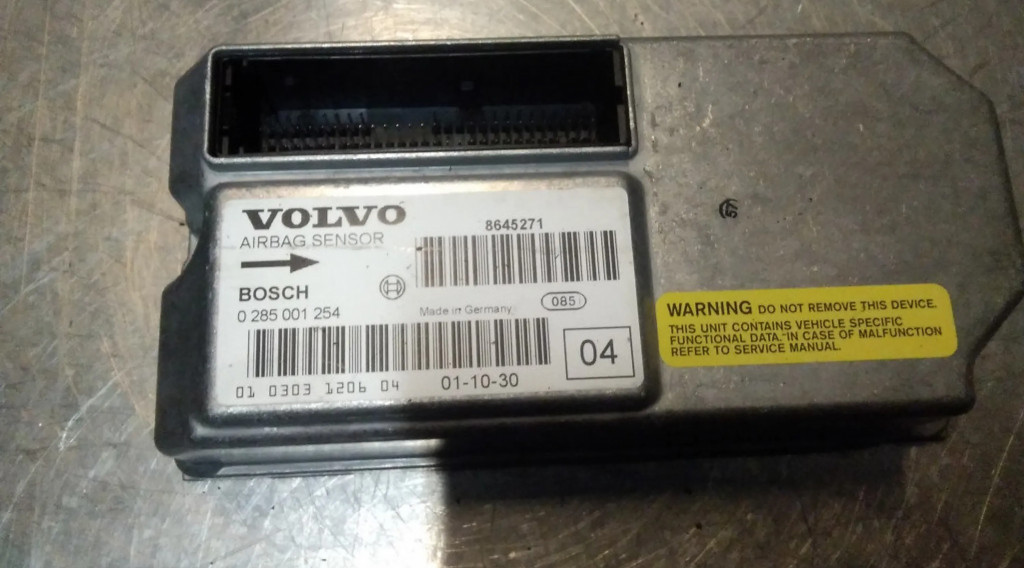 VOLVO
AIRBAG SENSOR
8645271
BOSCH
0 285 001 254
Made in Germany
085
04
01 0303 1206 04
01-10-30
WARNING DO NOT REMOVE THIS DEVICE.
THIS UNIT CONTAINS VEHICLE SPECIFIC
FUNCTIONAL DATA. IN CASE OF MALFUNCTION
REFER TO SERVICE MANUAL.